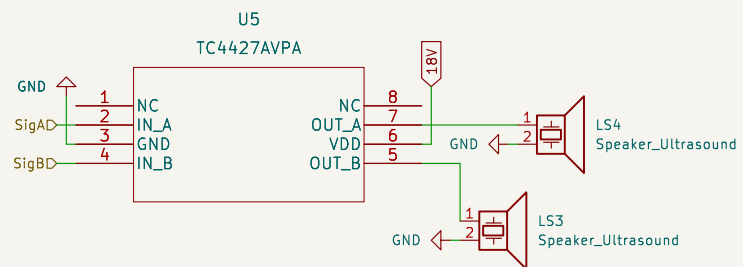 U5
TC4427AVPA
18V
GND
1 NC NC 8
SigA 2 IN_A OUT_A 7
3 GND VDD 6
SigB 4 IN_B OUT_B 5
1
GND 2
LS4
Speaker_Ultrasound
1
GND 2
LS3
Speaker_Ultrasound